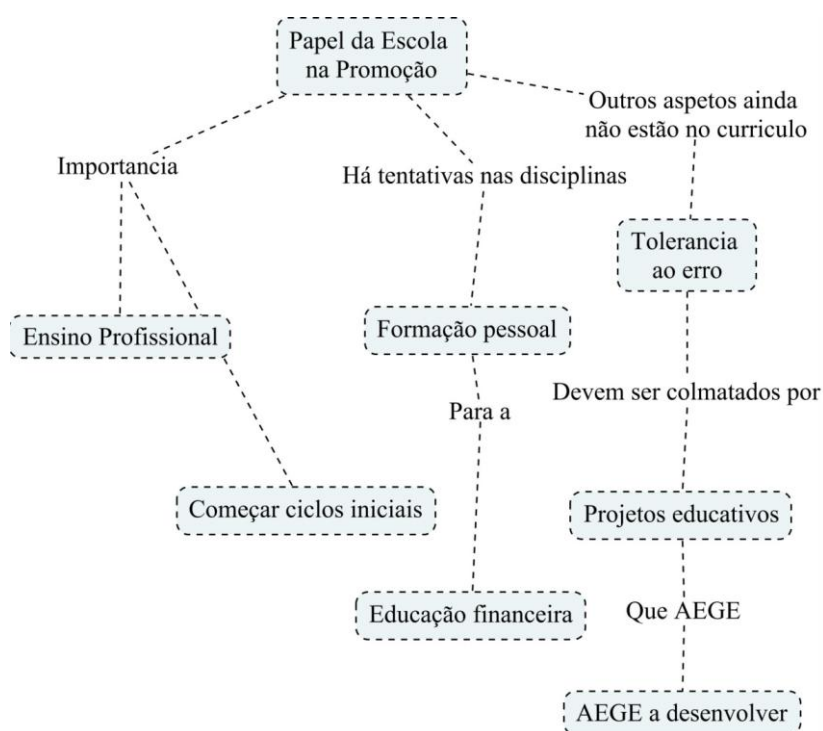 Papel da Escola
na Promoção
Outros aspetos ainda
não estão no curriculo
Importancia
Há tentativas nas disciplinas
Tolerancia
ao erro
Ensino Profissional
Formação pessoal
Devem ser colmatados por
Para a
Começar ciclos iniciais
Projetos educativos
Educação financeira
Que AEGE
AEGE a desenvolver